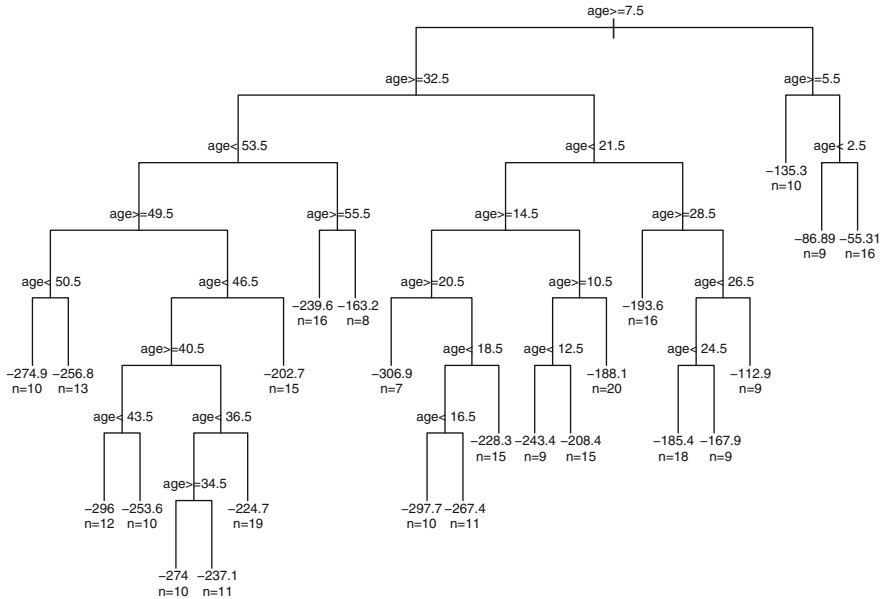 age>=7.5
age>=32.5
age>=5.5
age< 53.5
age< 21.5
age< 2.5
−135.3
n=10
age>=49.5
age>=55.5
age>=14.5
age>=28.5
−86.89
n=9
−55.31
n=16
age< 50.5
age< 46.5
−239.6
n=16
−163.2
n=8
age>=20.5
age>=10.5
−193.6
n=16
age< 26.5
−274.9
n=10
−256.8
n=13
age>=40.5
−202.7
n=15
−306.9
n=7
age< 18.5
age< 12.5
−188.1
n=20
age< 24.5
−112.9
n=9
age< 43.5
age< 36.5
age< 16.5
−228.3
n=15
−243.4
n=9
−208.4
n=15
−185.4
n=18
−167.9
n=9
−296
n=12
−253.6
n=10
age>=34.5
−224.7
n=19
−297.7
n=10
−267.4
n=11
−274
n=10
−237.1
n=11